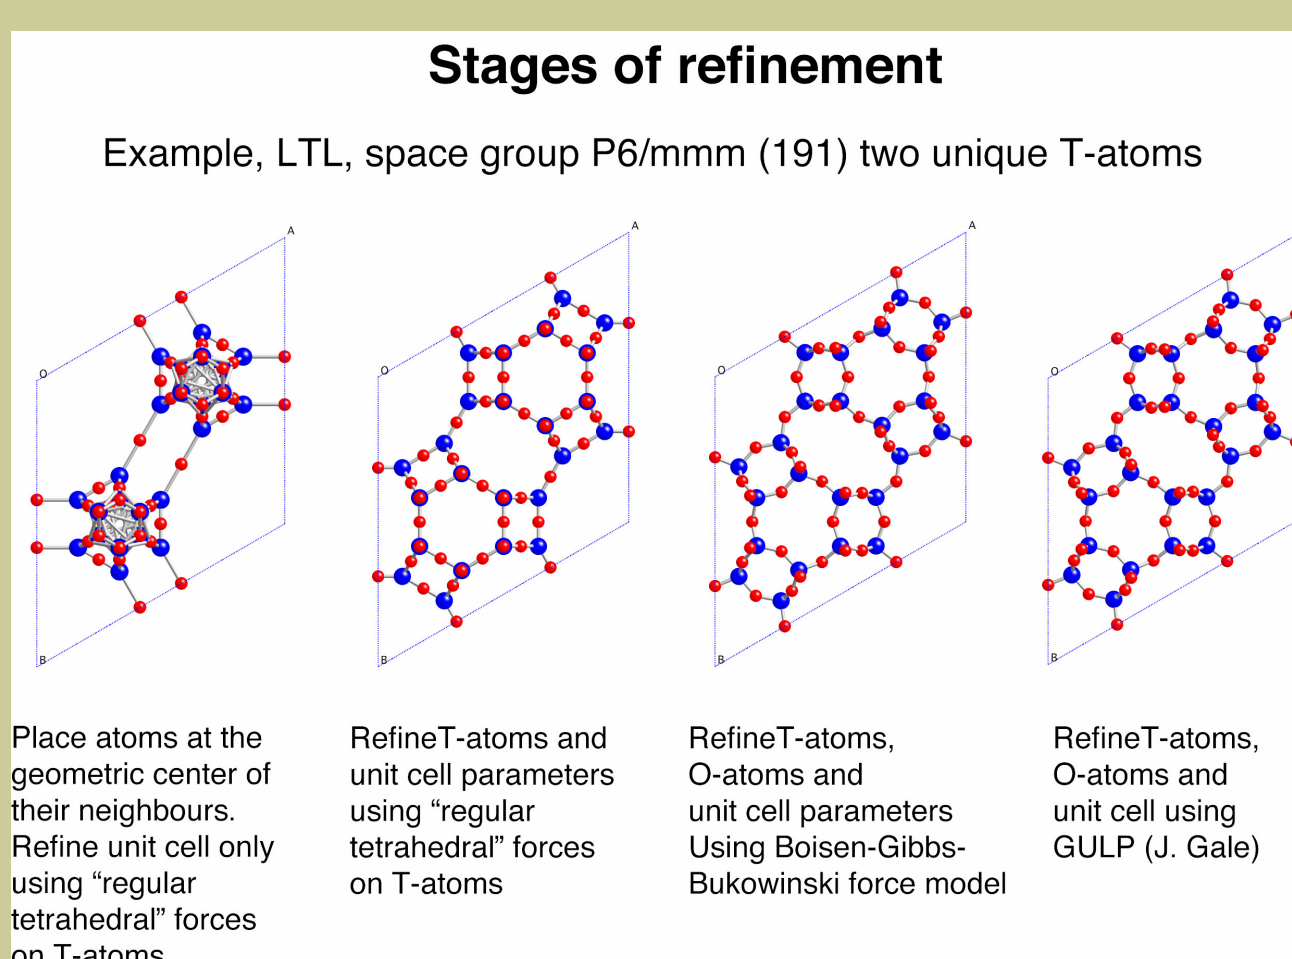 Stages of refinement
Example, LTL, space group P6/mmm (191) two unique T-atoms
A
O
B
A
O
B
A
O
B
O
B
Place atoms at the
geometric center of
their neighbours.
Refine unit cell only
using “regular
tetrahedral” forces
on T-atoms
RefineT-atoms and
unit cell parameters
using “regular
tetrahedral” forces
on T-atoms
RefineT-atoms,
O-atoms and
unit cell parameters
Using Boisen-Gibbs-
Bukowinski force model
RefineT-atoms,
O-atoms and
unit cell using
GULP (J. Gale)